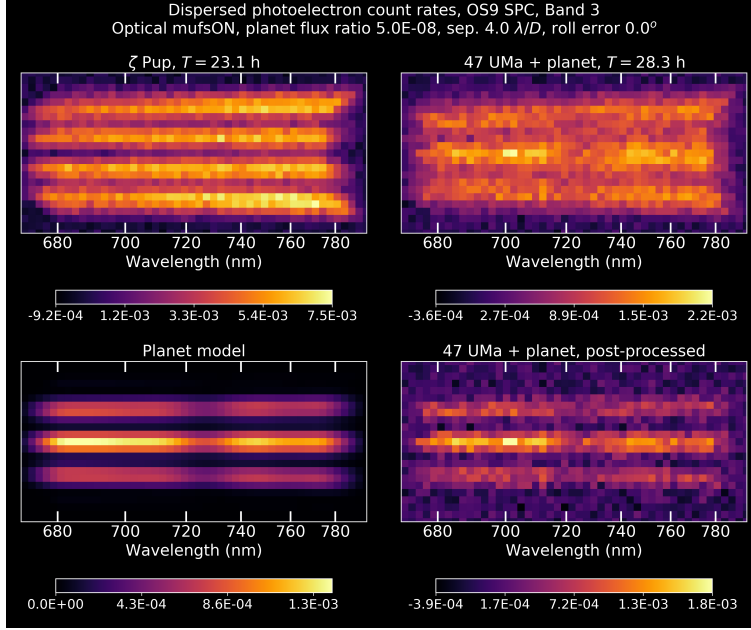 Dispersed photoelectron count rates, OS9 SPC, Band 3
Optical mufsON, planet flux ratio 5.0E-08, sep. 4.0 λ/D, roll error 0.0°
ζ Pup, T = 23.1 h
47 UMa + planet, T = 28.3 h
680 700 720 740 760 780
680 700 720 740 760 780
Wavelength (nm)
Wavelength (nm)
-9.2E-04 1.2E-03 3.3E-03 5.4E-03 7.5E-03
-3.6E-04 2.7E-04 8.9E-04 1.5E-03 2.2E-03
Planet model
47 UMa + planet, post-processed
680 700 720 740 760 780
680 700 720 740 760 780
Wavelength (nm)
Wavelength (nm)
0.0E+00 4.3E-04 8.6E-04 1.3E-03
-3.9E-04 1.7E-04 7.2E-04 1.3E-03 1.8E-03